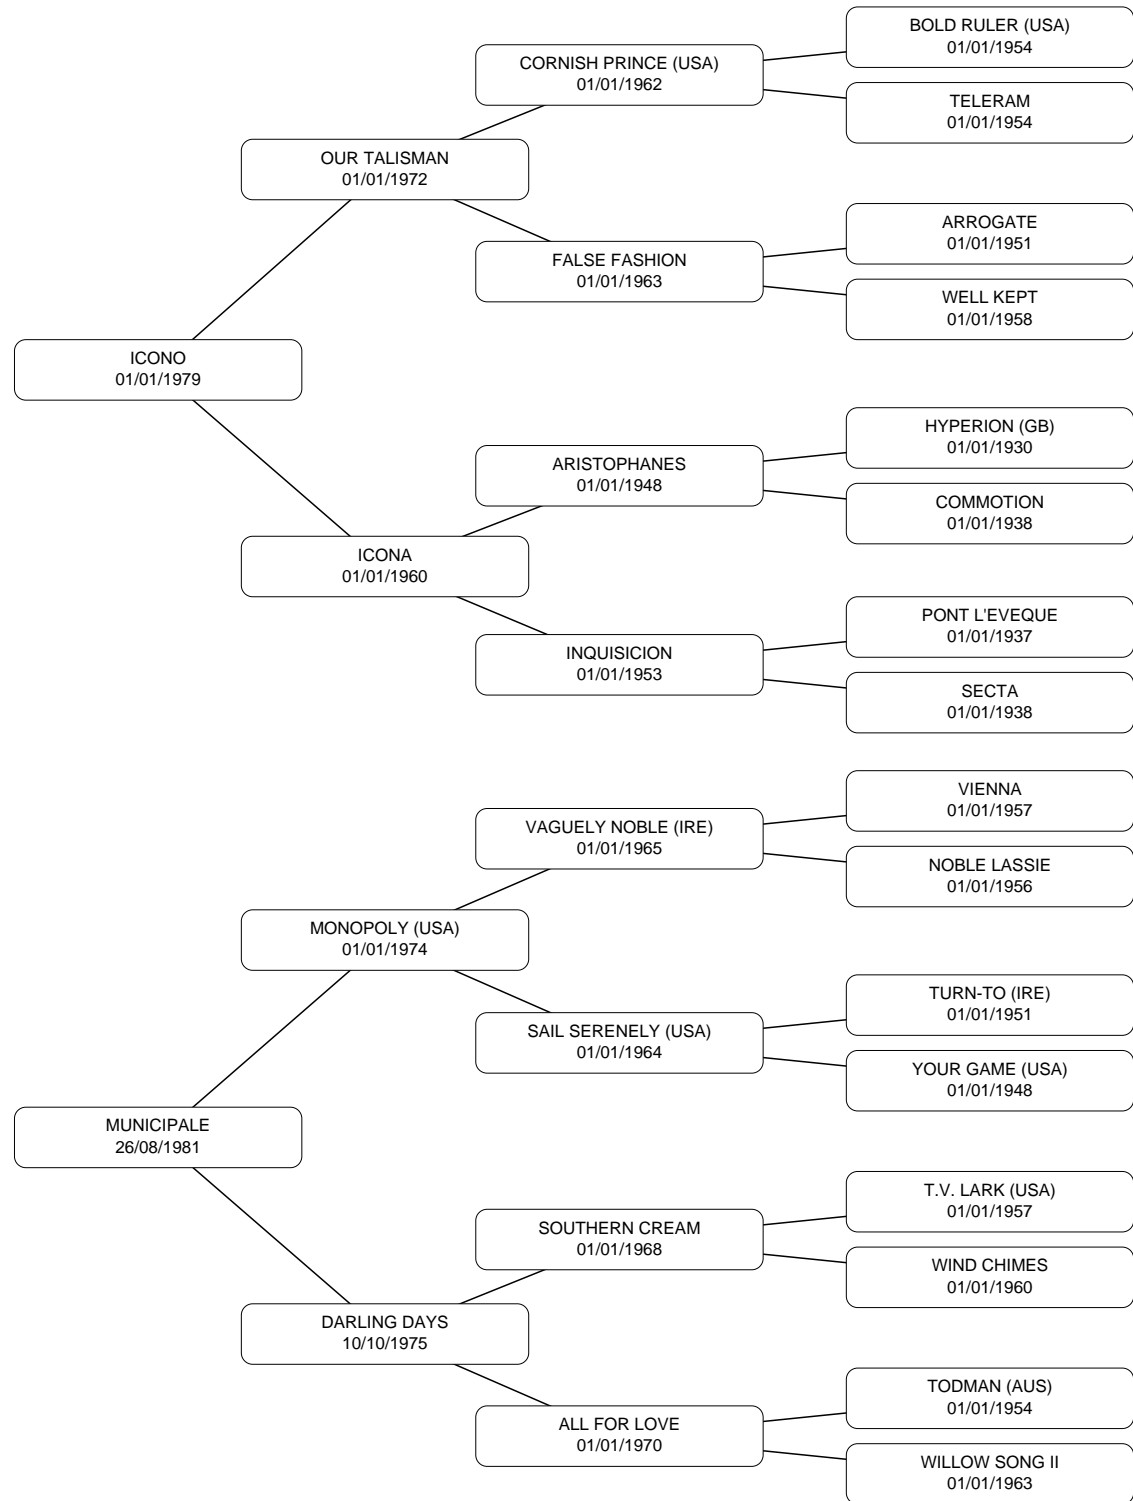 BOLD RULER (USA)
01/01/1954
CORNISH PRINCE (USA)
01/01/1962
TELERAM
01/01/1954
OUR TALISMAN
01/01/1972
ARROGATE
01/01/1951
FALSE FASHION
01/01/1963
WELL KEPT
01/01/1958
ICONO
01/01/1979
HYPERION (GB)
01/01/1930
ARISTOPHANES
01/01/1948
COMMOTION
01/01/1938
ICONA
01/01/1960
PONT L'EVEQUE
01/01/1937
INQUISICION
01/01/1953
SECTA
01/01/1938
VIENNA
01/01/1957
VAGUELY NOBLE (IRE)
01/01/1965
NOBLE LASSIE
01/01/1956
MONOPOLY (USA)
01/01/1974
TURN-TO (IRE)
01/01/1951
SAIL SERENELY (USA)
01/01/1964
YOUR GAME (USA)
01/01/1948
MUNICIPALE
26/08/1981
T.V. LARK (USA)
01/01/1957
SOUTHERN CREAM
01/01/1968
WIND CHIMES
01/01/1960
DARLING DAYS
10/10/1975
TODMAN (AUS)
01/01/1954
ALL FOR LOVE
01/01/1970
WILLOW SONG II
01/01/1963